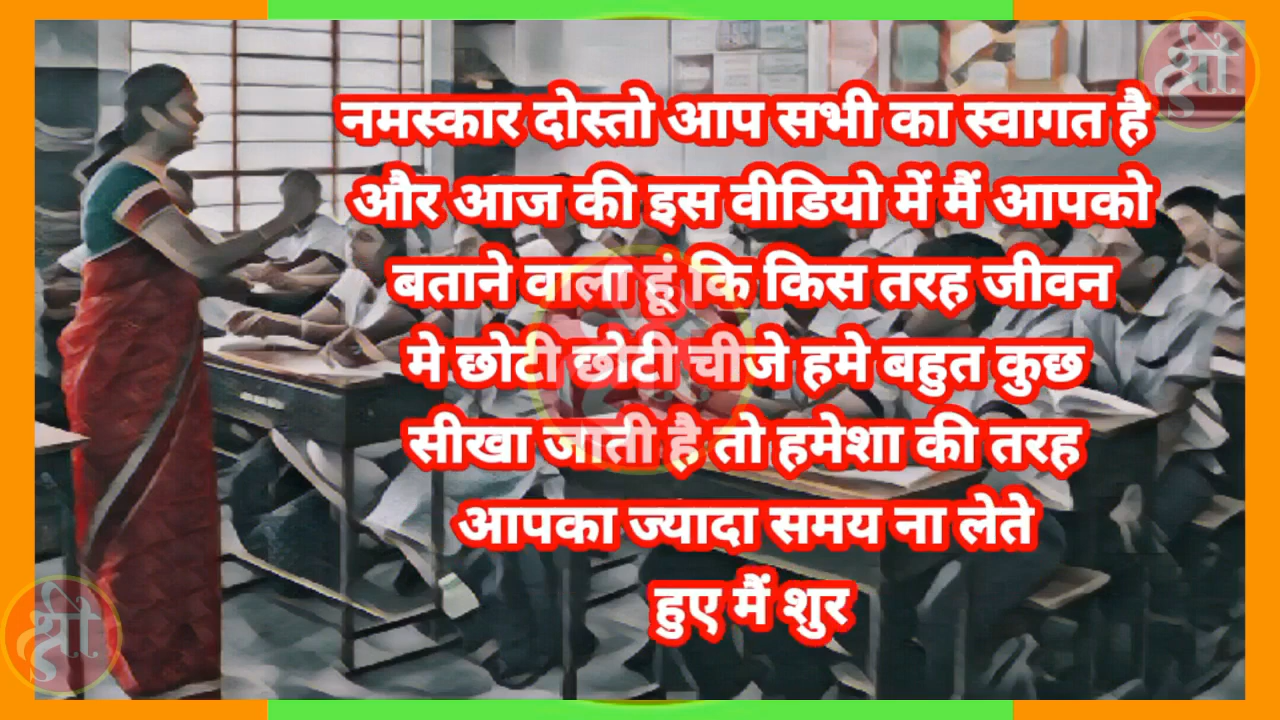 नमस्कार दोस्तो आप सभी का स्वागत है
और आज की इस वीडियो में मैं आपको
बताने वाला हूं कि किस तरह जीवन
मे छोटी छोटी चीजे हमे बहुत कुछ
सीखा जाती है तो हमेशा की तरह
आपका ज्यादा समय ना लेते
हुए मैं शुर
श्री
श्री
श्री